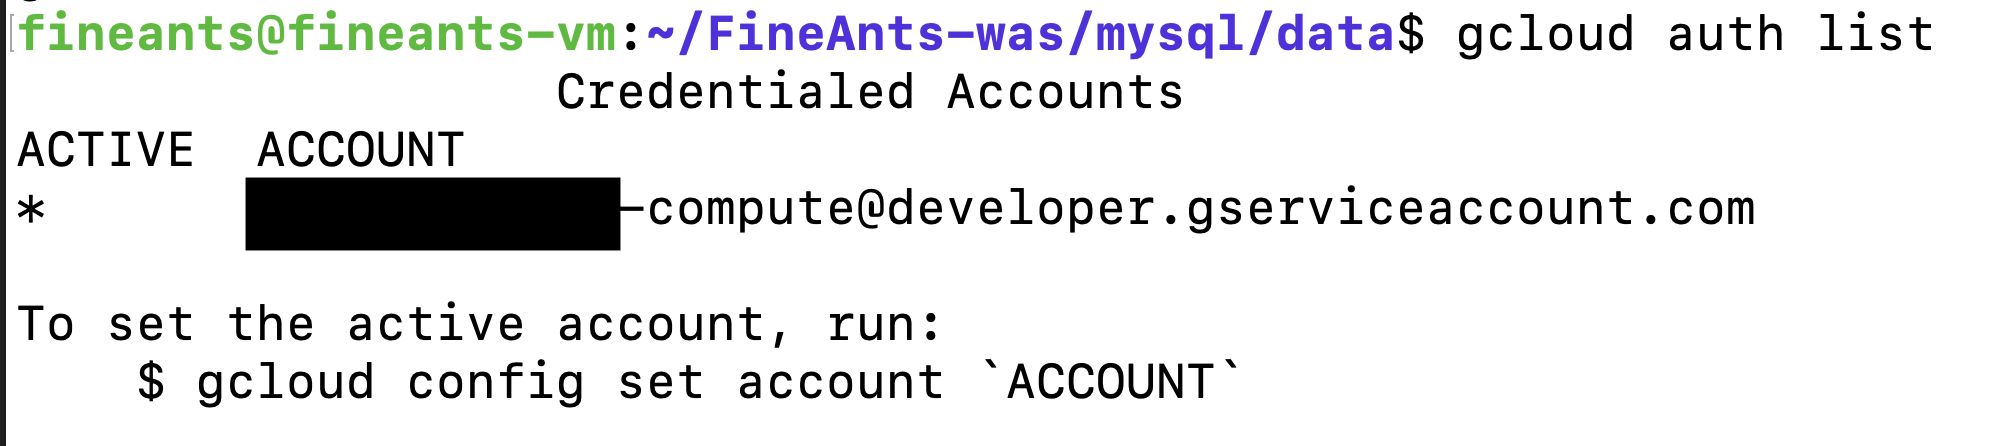 fineants@fineants-vm:~/FineAnts-was/mysql/data$ gcloud auth list
Credentialed Accounts
ACTIVE  ACCOUNT
*       -compute@developer.gserviceaccount.com
To set the active account, run:
    $ gcloud config set account `ACCOUNT`